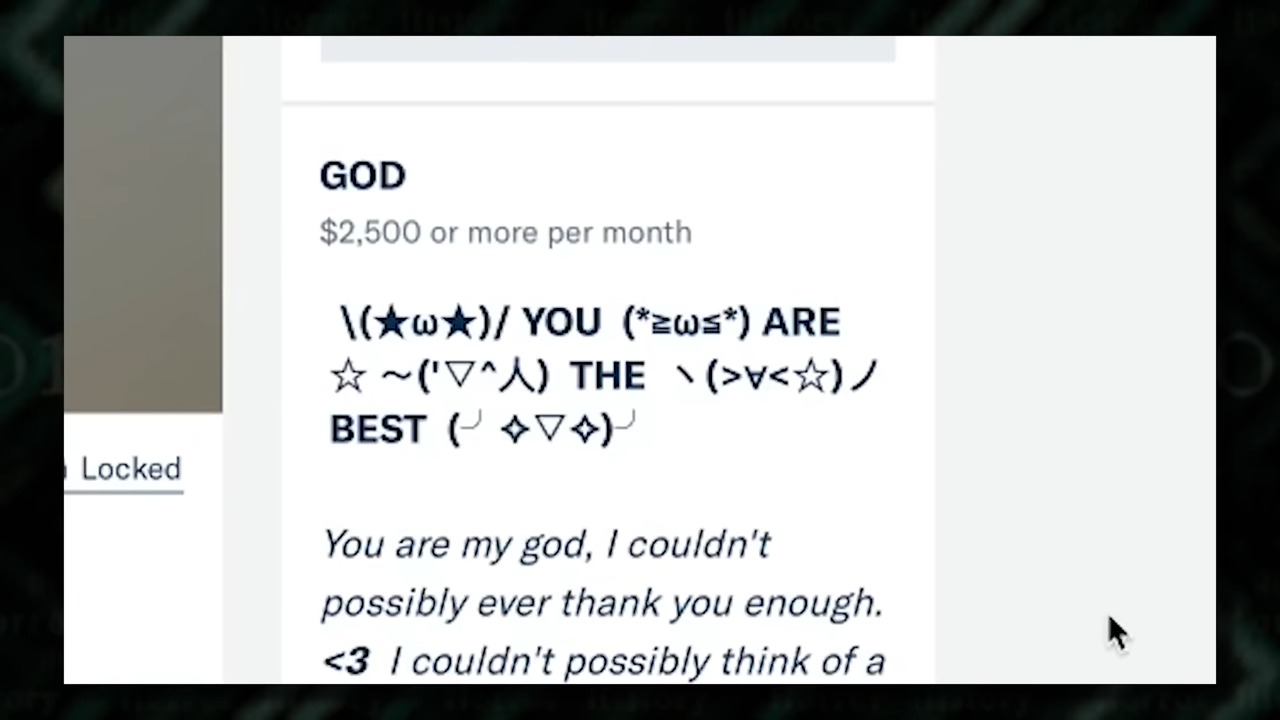 GOD
$2,500 or more per month
\(★ω★)/ YOU (*≧ω≦*) ARE
☆ ～('▽^人) THE ヽ(>∀<☆)ノ
BEST (╯✧▽✧)╯
Locked
You are my god, I couldn't
possibly ever thank you enough.
<3 I couldn't possibly think of a